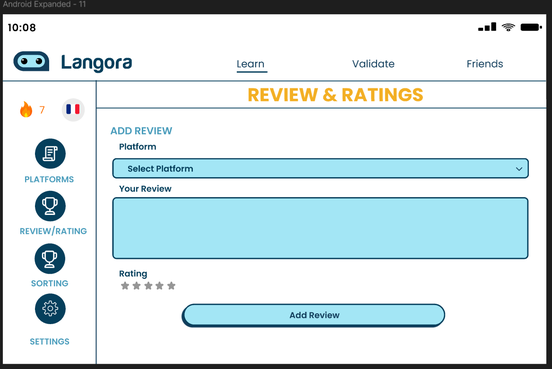 Android Expanded - 11
10:08
Langora
Learn
Validate
Friends
7
REVIEW & RATINGS
ADD REVIEW
Platform
Select Platform
Your Review
Rating
Add Review
PLATFORMS
REVIEW/RATING
SORTING
SETTINGS